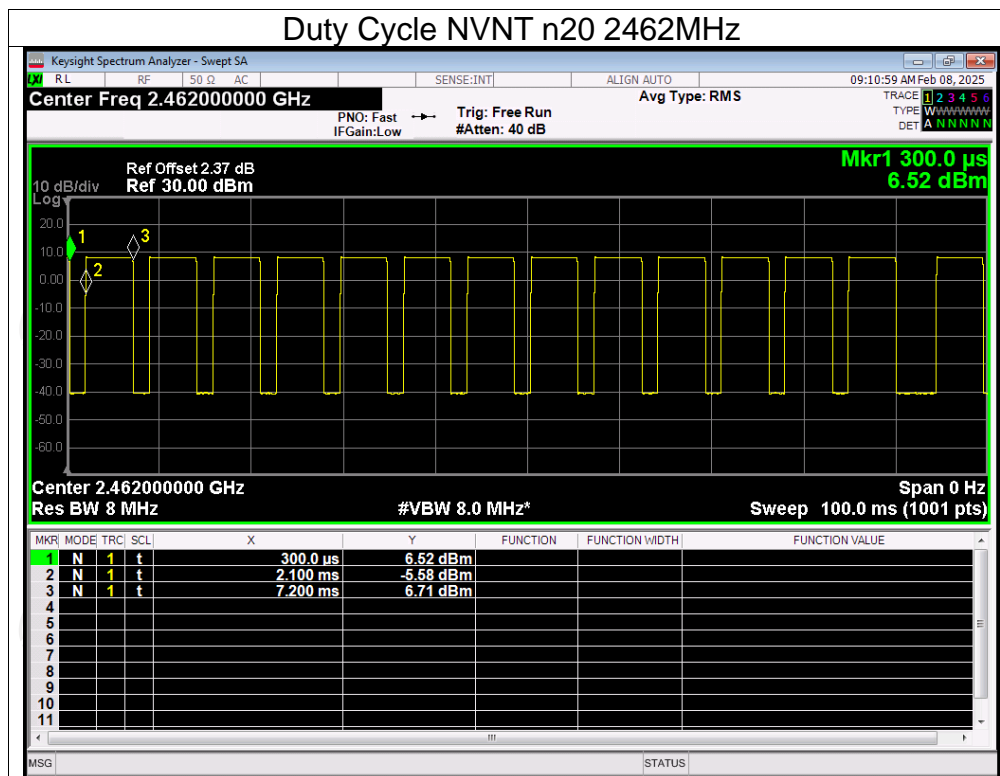 Duty Cycle NVNT n20 2462MHz
Keysight Spectrum Analyzer - Swept SA
LXI RL RF 50 Ω AC SENSE:INT ALIGN AUTO 09:10:59 AM Feb 08, 2025
Center Freq 2.462000000 GHz Avg Type: RMS TRACE 1 2 3 4 5 6
PNO: Fast Trig: Free Run TYPE WWWWWW
IFGain:Low #Atten: 40 dB DET A N N N N N
Mkr1 300.0 µs
Ref Offset 2.37 dB
10 dB/div Ref 30.00 dBm 6.52 dBm
Log
20.0
1 3
10.0
2
0.00
-10.0
-20.0
-30.0
-40.0
-50.0
-60.0
Center 2.462000000 GHz Span 0 Hz
Res BW 8 MHz #VBW 8.0 MHz* Sweep 100.0 ms (1001 pts)
MKR MODE TRC SCL X Y FUNCTION FUNCTION WIDTH FUNCTION VALUE
1 N 1 t 300.0 µs 6.52 dBm
2 N 1 t 2.100 ms -5.58 dBm
3 N 1 t 7.200 ms 6.71 dBm
4
5
6
7
8
9
10
11
MSG STATUS